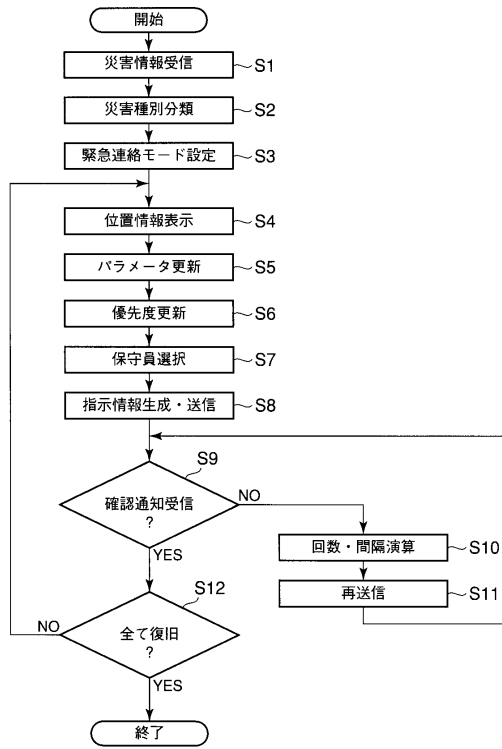 開始
災害情報受信 S1
災害種別分類 S2
緊急連絡モード設定 S3
位置情報表示 S4
パラメータ更新 S5
優先度更新 S6
保守員選択 S7
指示情報生成・送信 S8
S9
確認通知受信
?
NO
YES
回数・間隔演算 S10
再送信 S11
S12
全て復旧
?
NO
YES
終了